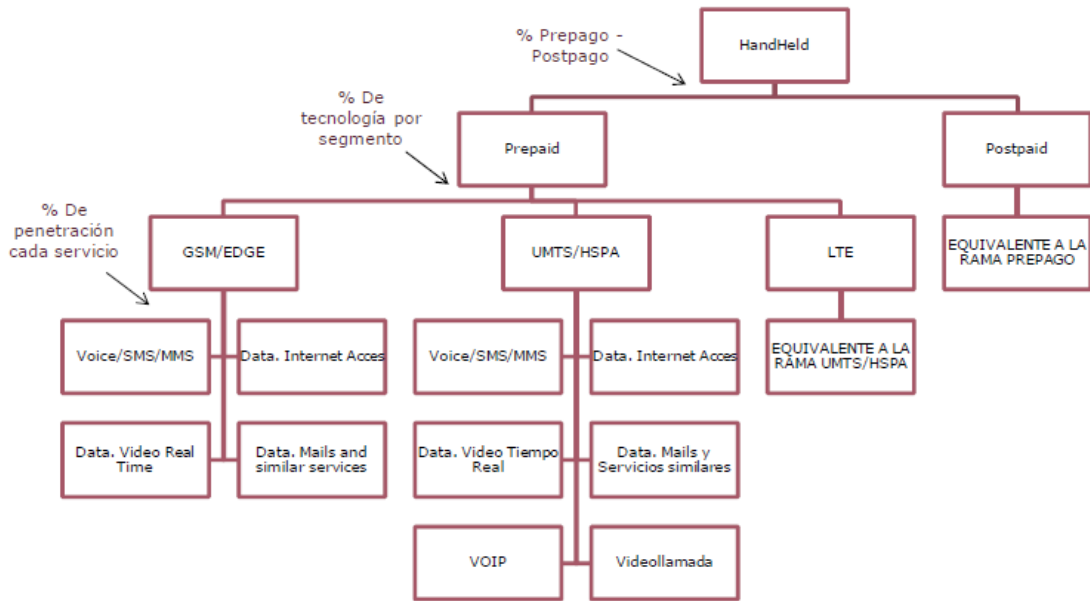 % Prepago -
Postpago
HandHeld
% De
tecnología por
segmento
Prepaid
Postpaid
% De
penetración
cada servicio
GSM/EDGE
UMTS/HSPA
LTE
EQUIVALENTE A LA
RAMA PREPAGO
Voice/SMS/MMS
Data. Internet Acces
Voice/SMS/MMS
Data. Internet Acces
EQUIVALENTE A LA
RAMA UMTS/HSPA
Data. Video Real
Time
Data. Mails and
similar services
Data. Video Tiempo
Real
Data. Mails y
Servicios similares
VOIP
Videollamada